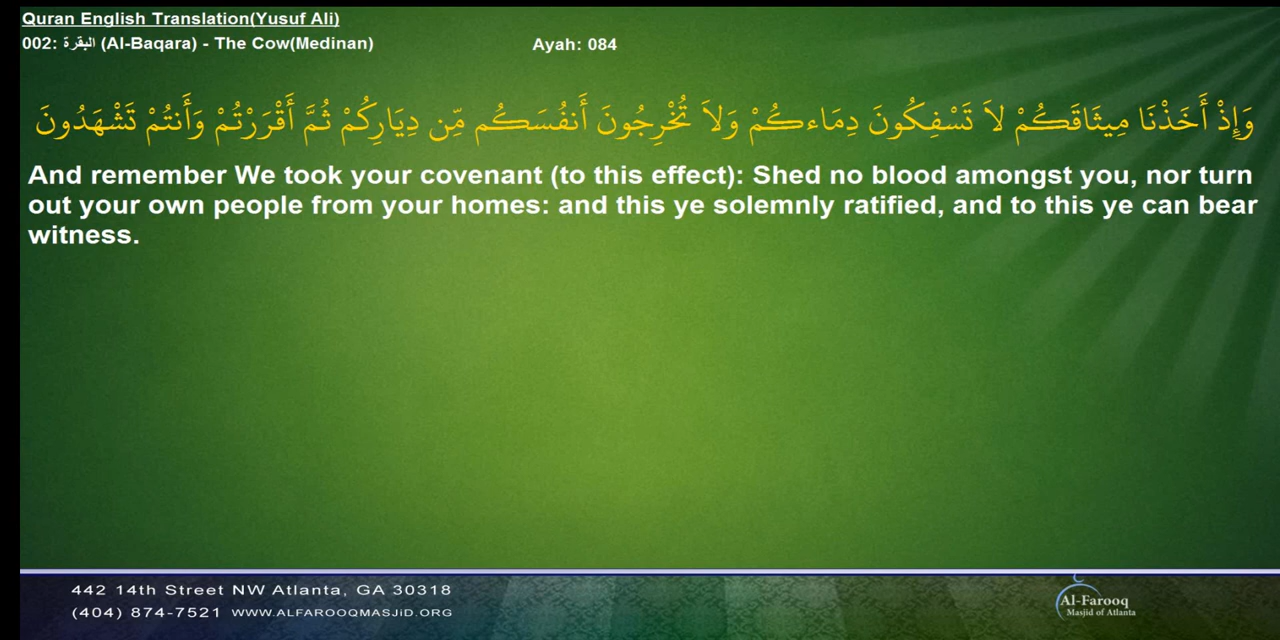 Quran English Translation(Yusuf Ali)
002: البقرة (Al-Baqara) - The Cow(Medinan)
Ayah: 084
وَإِذْ أَخَذْنَا مِيثَاقَكُمْ لاَ تَسْفِكُونَ دِمَاءكُمْ وَلاَ تُخْرِجُونَ أَنفُسَكُم مِّن دِيَارِكُمْ ثُمَّ أَقْرَرْتُمْ وَأَنتُمْ تَشْهَدُونَ
And remember We took your covenant (to this effect): Shed no blood amongst you, nor turn
out your own people from your homes: and this ye solemnly ratified, and to this ye can bear
witness.
442 14th Street NW Atlanta, GA 30318
(404) 874-7521 WWW.ALFAROOQMASJiD.ORG
Al-Farooq
Masjid of Atlanta